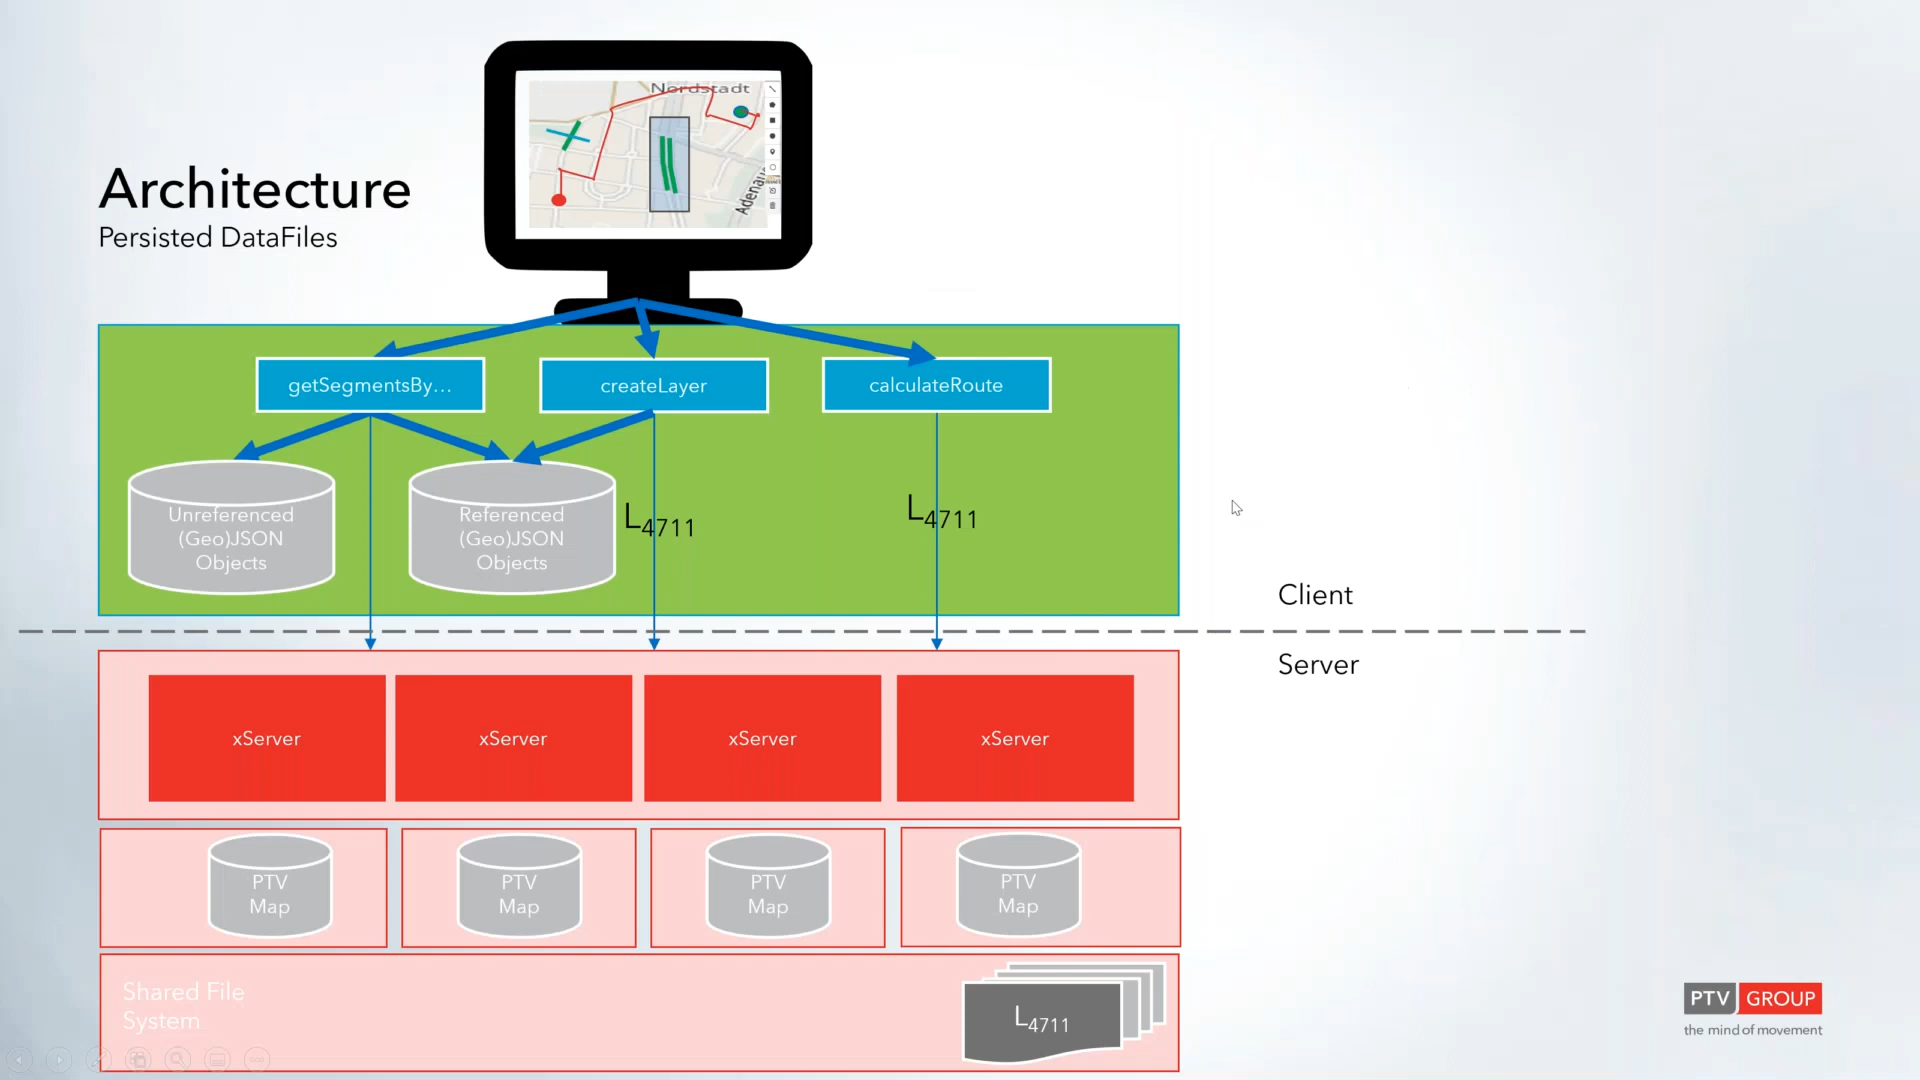 Nordstadt
Adenau
Architecture
Persisted DataFiles
getSegmentsBy...
createLayer
calculateRoute
Unreferenced
(Geo)JSON
Objects
Referenced
(Geo)JSON
Objects
L4711
L4711
Client
Server
xServer
xServer
xServer
xServer
PTV
Map
PTV
Map
PTV
Map
PTV
Map
Shared File
System
L4711
PTV GROUP
the mind of movement